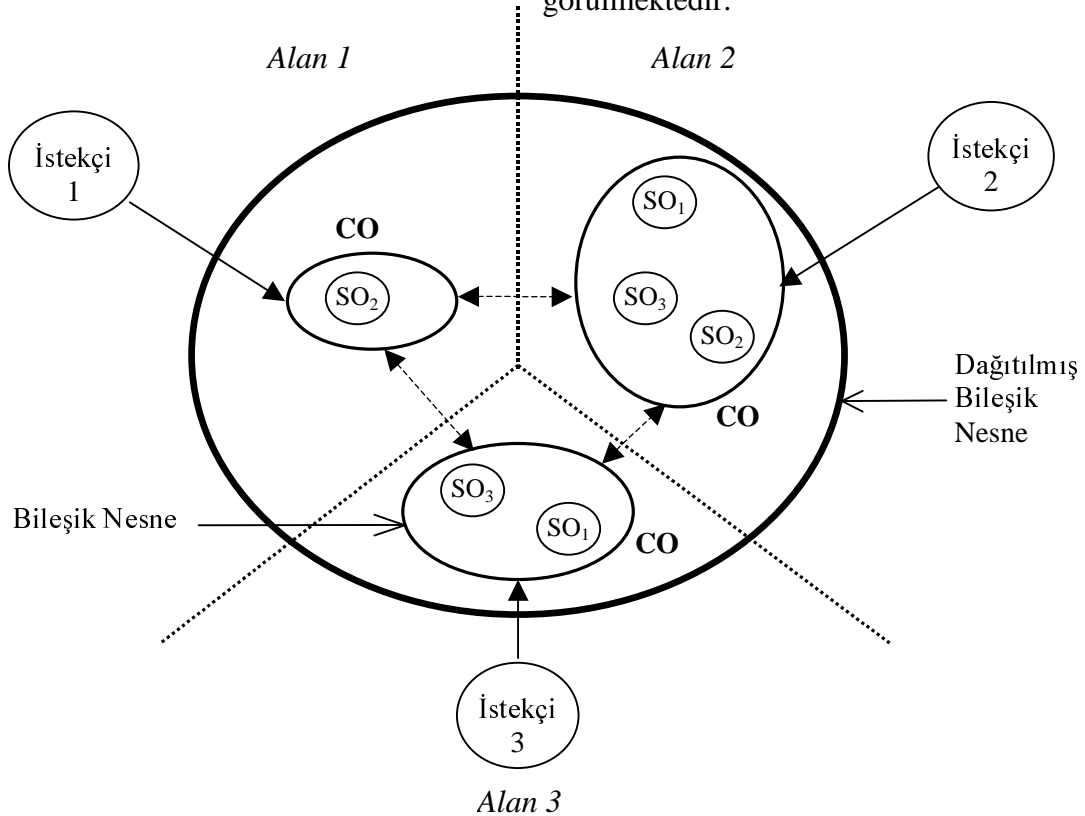 görülmektedir.
Alan 1
Alan 2
İstekçi
1
İstekçi
2
CO
SO₁
SO₂
SO₃
SO₂
CO
Dağıtılmış
Bileşik
Nesne
SO₃
SO₁
CO
Bileşik Nesne
İstekçi
3
Alan 3